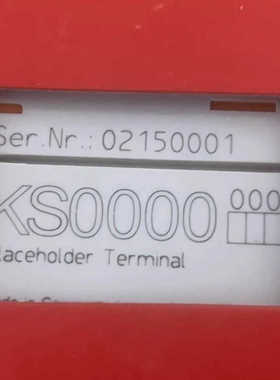 Ser.Nr.: 02150001
KS0000
laceholder Terminal